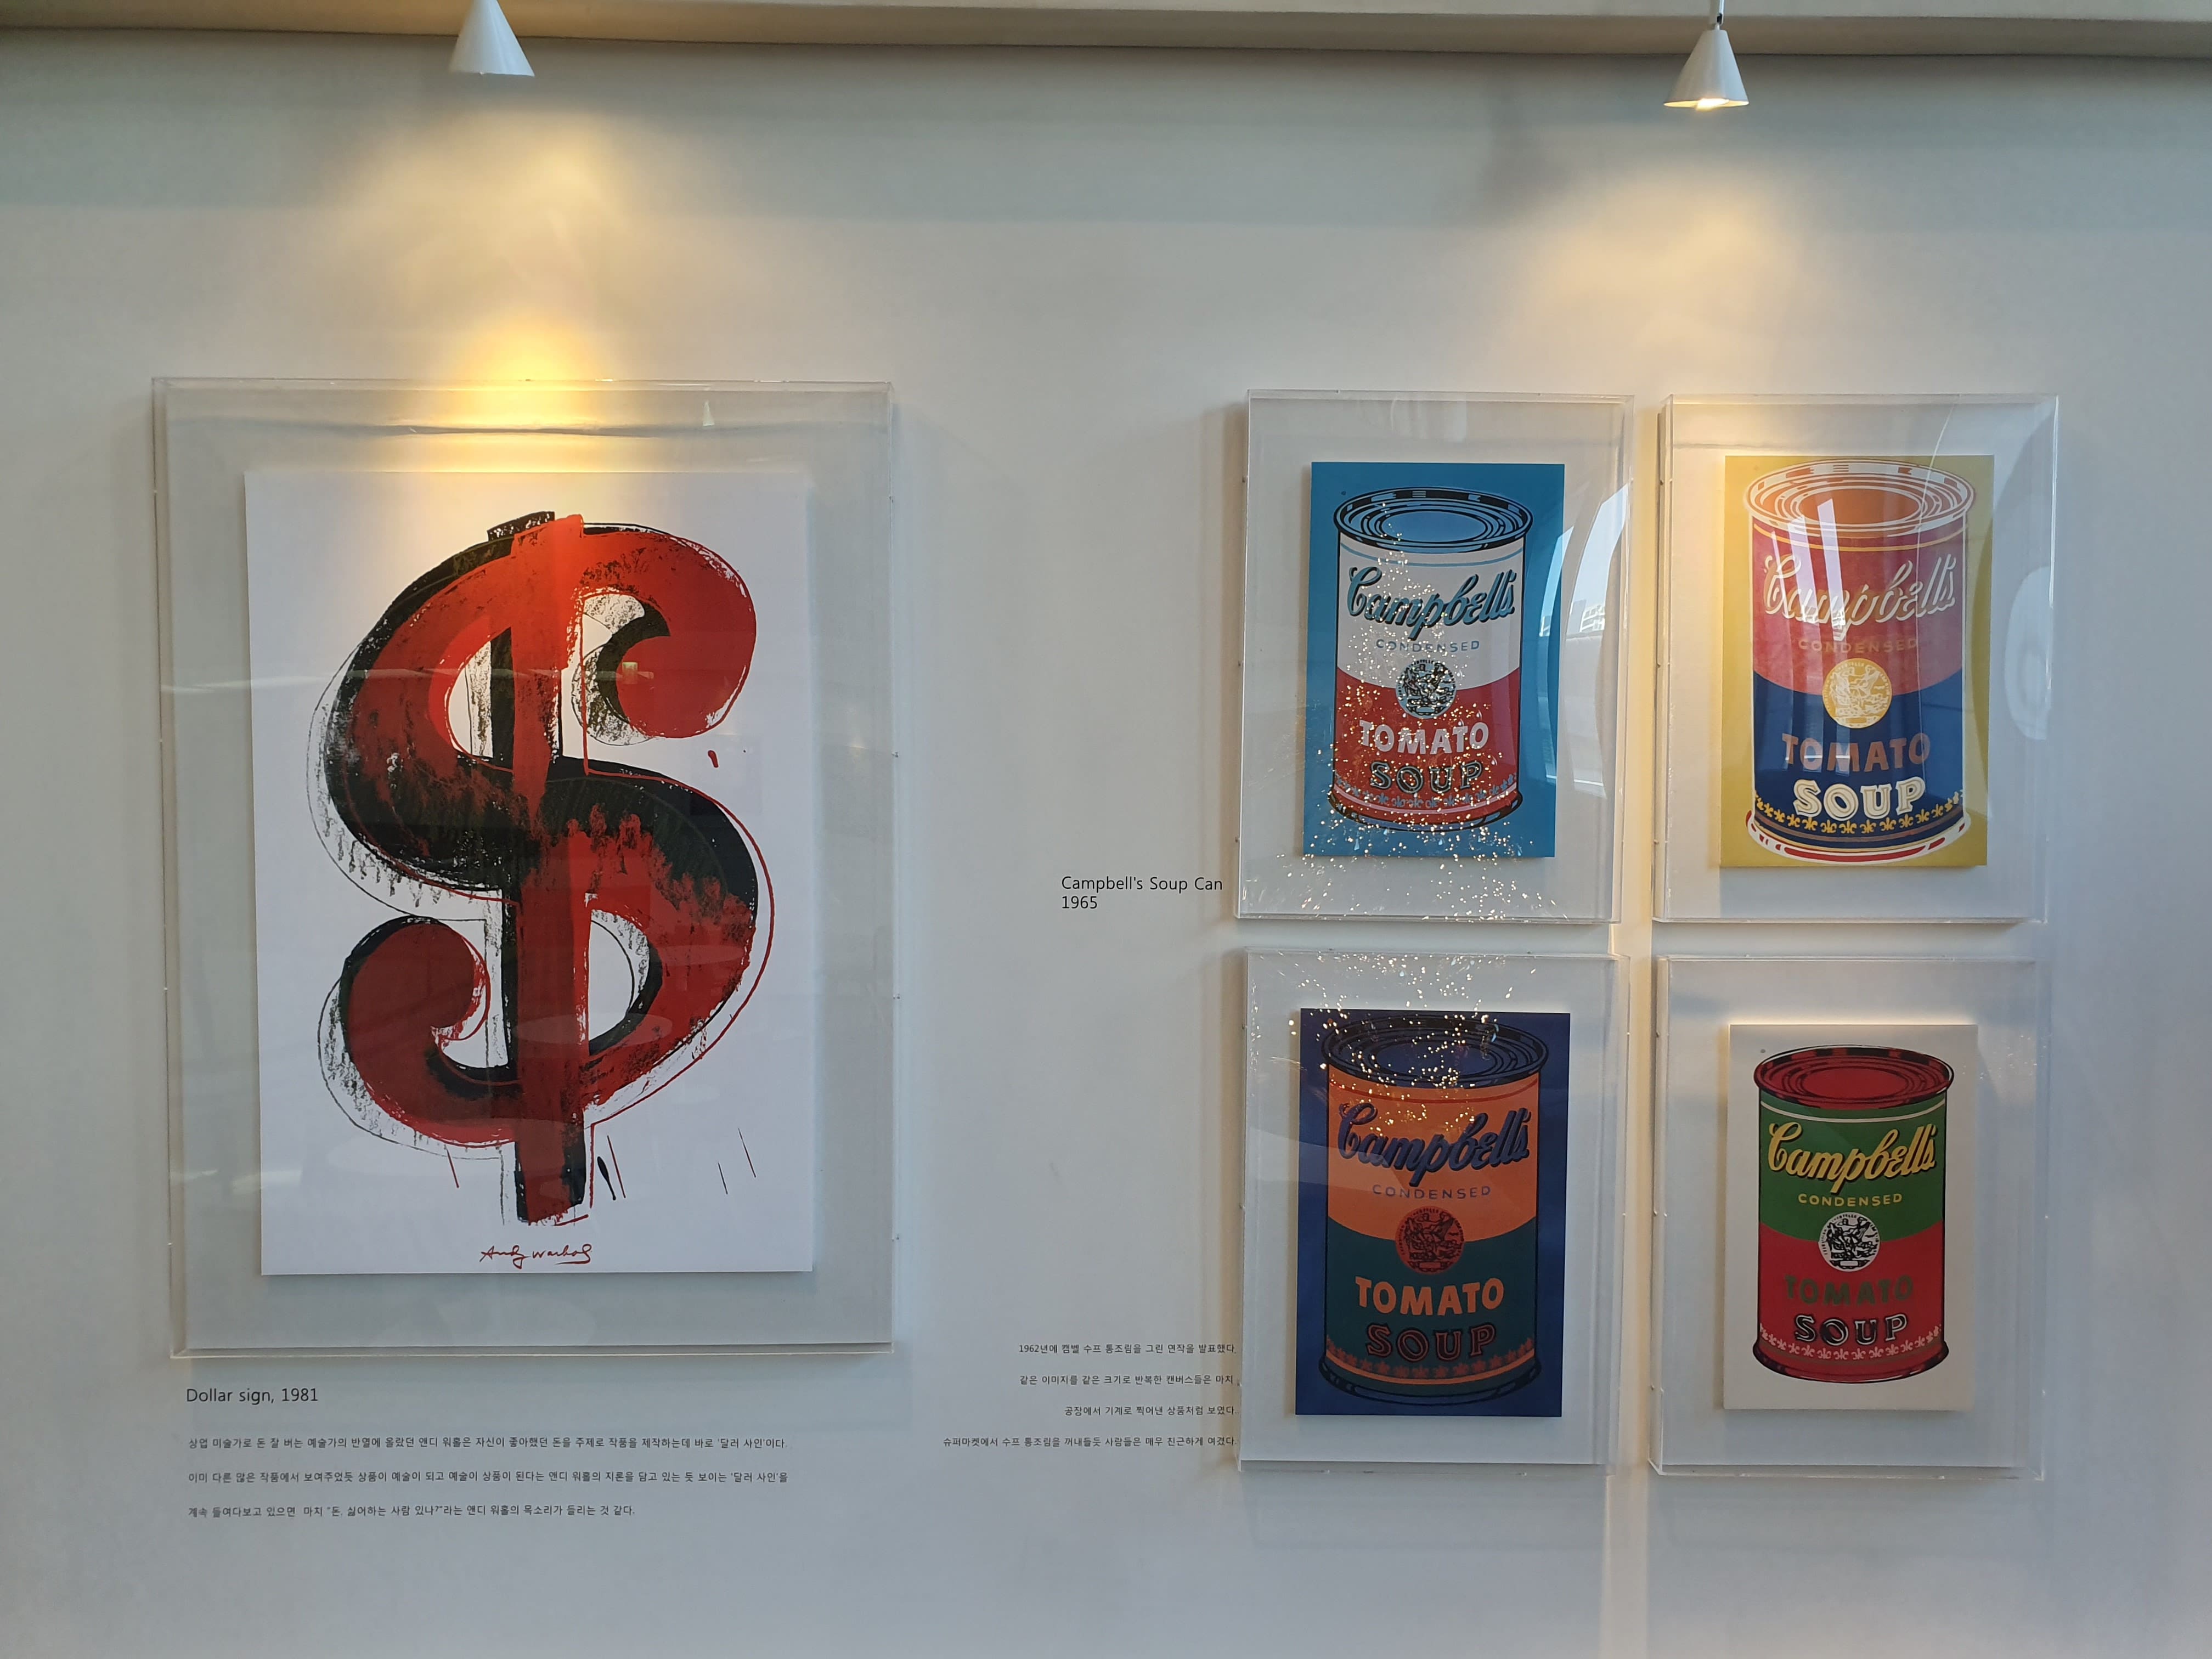 Andy Warhol
Dollar sign, 1981
상업 미술가로 돈 잘 버는 예술가의 반열에 올랐던 앤디 워홀은 자신이 좋아했던 돈을 주제로 작품을 제작하는데 바로 '달러 사인'이다.
이미 다른 많은 작품에서 보여주었듯 상품이 예술이 되고 예술이 상품이 된다는 앤디 워홀의 지론을 담고 있는 듯 보이는 '달러 사인'을
계속 들여다보고 있으면 마치 "돈, 싫어하는 사람 있나?"라는 앤디 워홀의 목소리가 들리는 것 같다.
Campbell's Soup Can
1965
1962년에 캠벨 수프 통조림을 그린 연작을 발표했다.
같은 이미지를 같은 크기로 반복한 캔버스들은 마치
공장에서 기계로 찍어낸 상품처럼 보였다.
슈퍼마켓에서 수프 통조림을 꺼내들듯 사람들은 매우 친근하게 여겼다.
Campbell's
CONDENSED
TOMATO
SOUP
Campbell's
CONDENSED
TOMATO
SOUP
Campbell's
CONDENSED
TOMATO
SOUP
Campbell's
CONDENSED
TOMATO
SOUP